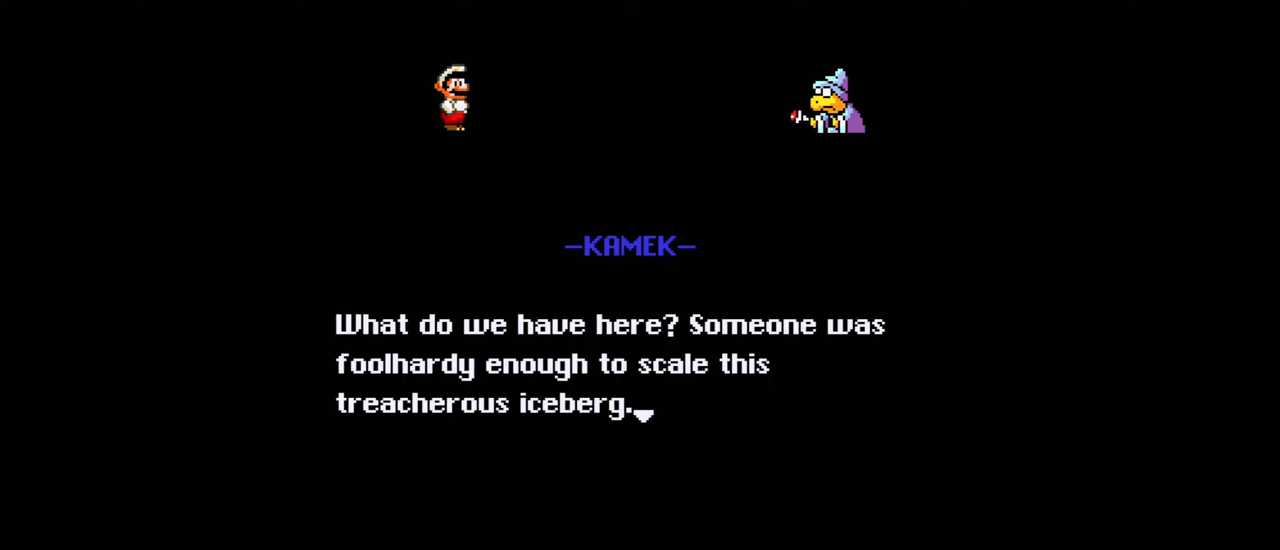 —KAMEK—
What do we have here? Someone was
foolhardy enough to scale this
treacherous iceberg.